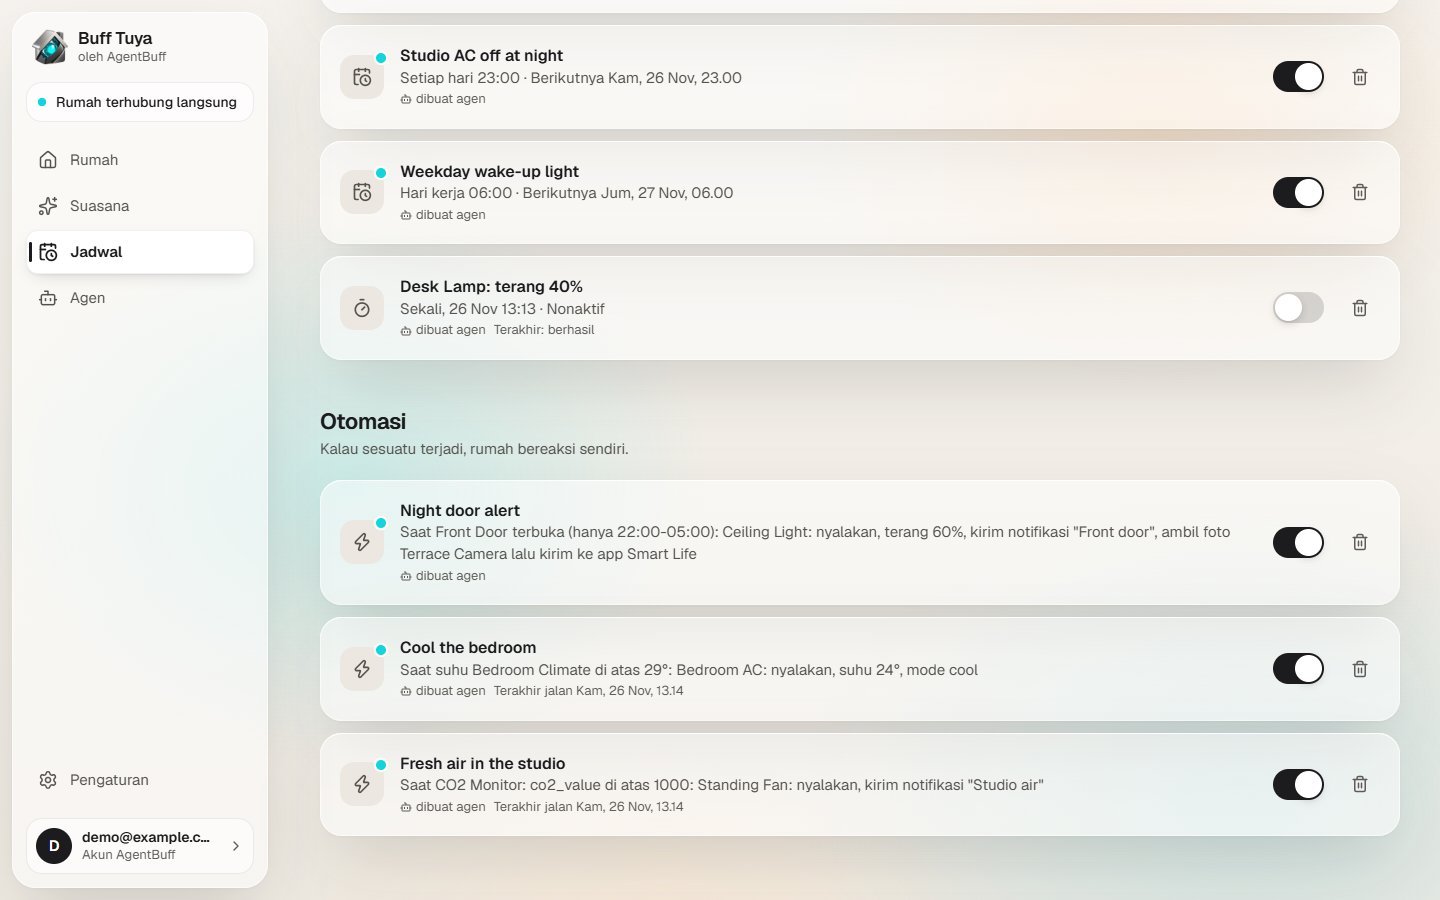 Buff Tuya
oleh AgentBuff
Rumah terhubung langsung
Rumah
Suasana
Jadwal
Agen
Pengaturan
D
demo@example.c...
Akun AgentBuff
Studio AC off at night
Setiap hari 23:00 · Berikutnya Kam, 26 Nov, 23.00
dibuat agen
Weekday wake-up light
Hari kerja 06:00 · Berikutnya Jum, 27 Nov, 06.00
dibuat agen
Desk Lamp: terang 40%
Sekali, 26 Nov 13:13 · Nonaktif
dibuat agen Terakhir: berhasil
Otomasi
Kalau sesuatu terjadi, rumah bereaksi sendiri.
Night door alert
Saat Front Door terbuka (hanya 22:00-05:00): Ceiling Light: nyalakan, terang 60%, kirim notifikasi "Front door", ambil foto
Terrace Camera lalu kirim ke app Smart Life
dibuat agen
Cool the bedroom
Saat suhu Bedroom Climate di atas 29°: Bedroom AC: nyalakan, suhu 24°, mode cool
dibuat agen Terakhir jalan Kam, 26 Nov, 13.14
Fresh air in the studio
Saat CO2 Monitor: co2_value di atas 1000: Standing Fan: nyalakan, kirim notifikasi "Studio air"
dibuat agen Terakhir jalan Kam, 26 Nov, 13.14